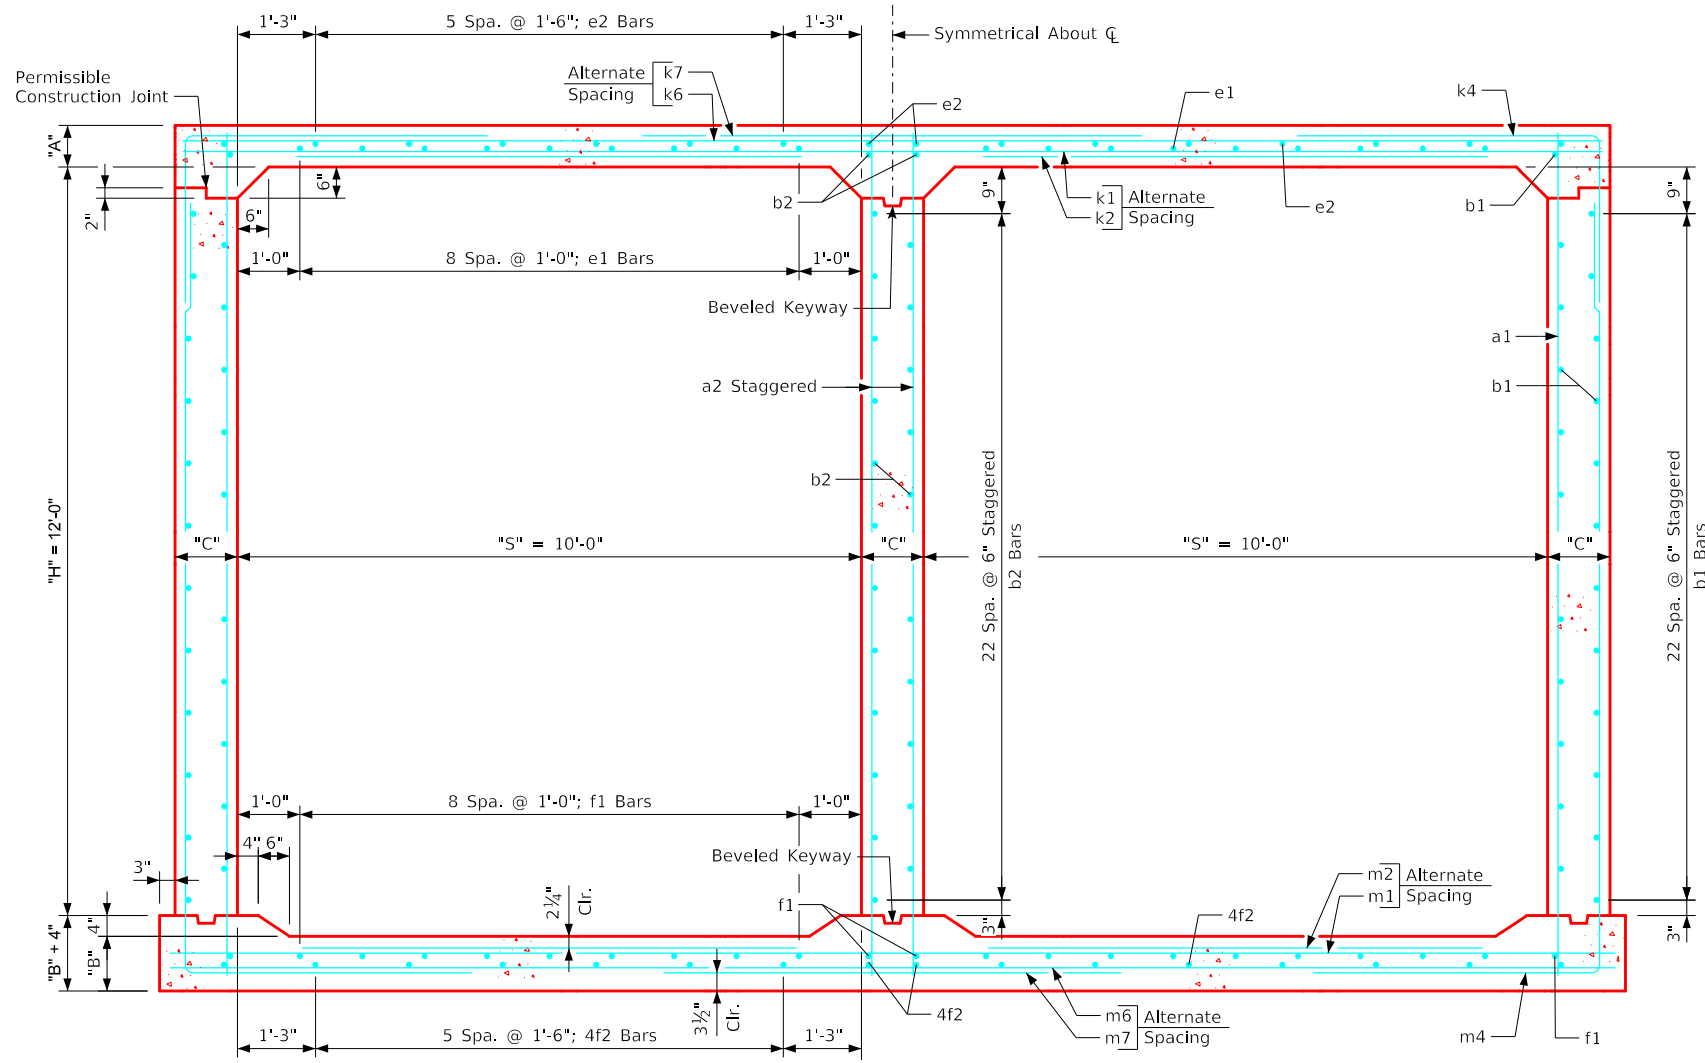 1'-3"
5 Spa. @ 1'-6"; e2 Bars
1'-3"
Symmetrical About ℄
Permissible
Construction Joint
Alternate
Spacing
k7
k6
e2
e1
k4
"A"
6"
2"
6"
b2
9"
k1
k2
Alternate
Spacing
e2
b1
9"
1'-0"
8 Spa. @ 1'-0"; e1 Bars
1'-0"
Beveled Keyway
a1
a2 Staggered
b1
b2
"H" = 12'-0"
"C"
"S" = 10'-0"
"C"
22 Spa. @ 6" Staggered
b2 Bars
"S" = 10'-0"
"C"
22 Spa. @ 6" Staggered
b1 Bars
1'-0"
8 Spa. @ 1'-0"; f1 Bars
1'-0"
4"
6"
3"
Beveled Keyway
2¼"
Clr.
f1
m2
m1
Alternate
Spacing
4f2
3"
3"
"B" + 4"
4"
"B"
3½"
Clr.
4f2
m6
m7
Alternate
Spacing
m4
f1
1'-3"
5 Spa. @ 1'-6"; 4f2 Bars
1'-3"